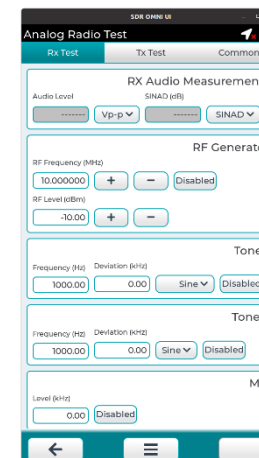 SDR OMNI UI
Analog Radio Test
Rx Test Tx Test Common
RX Audio Measuremen
Audio Level SINAD (dB)
------- Vp-p ------- SINAD
RF Generat
RF Frequency (MHz)
10.000000 + − Disabled
RF Level (dBm)
-10.00 + −
Tone
Frequency (Hz) Deviation (kHz)
1000.00 0.00 Sine Disabled
Tone
Frequency (Hz) Deviation (kHz)
1000.00 0.00 Sine Disabled
M
Level (kHz)
0.00 Disabled